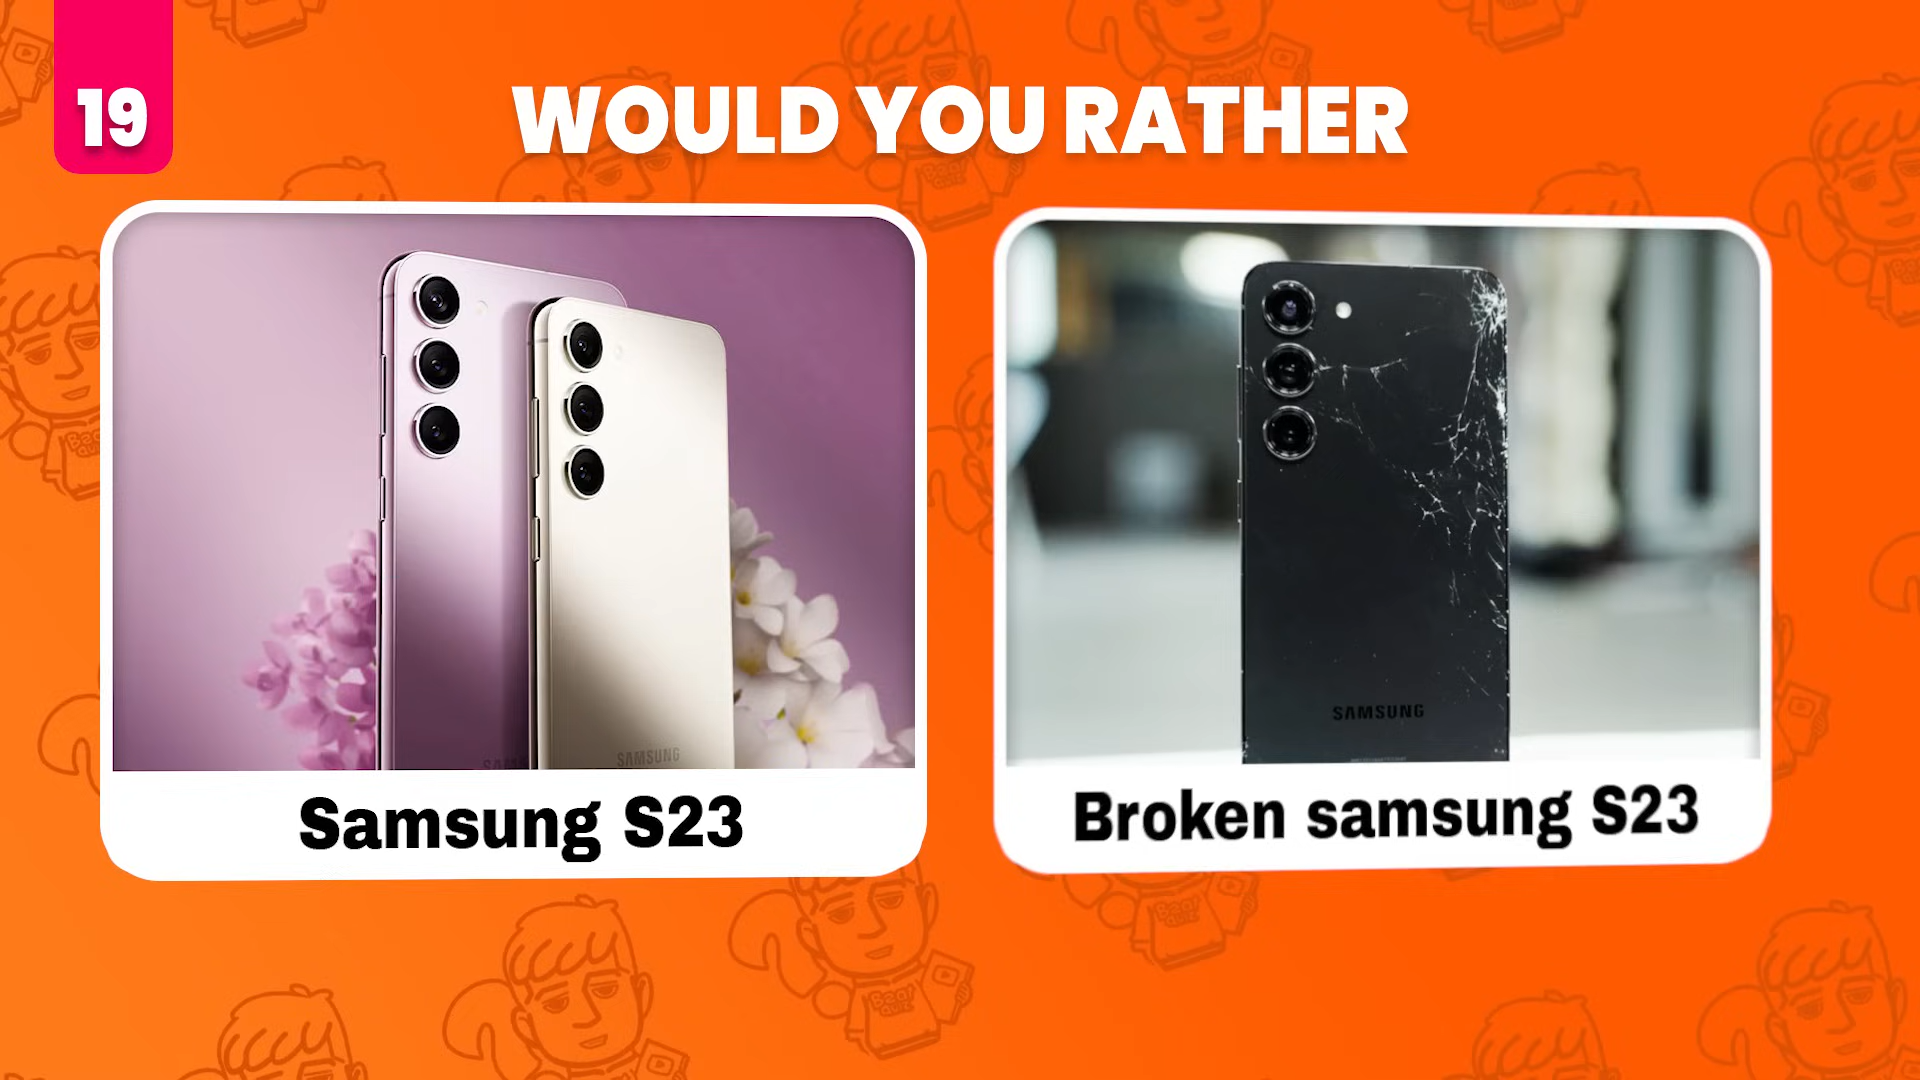 19
WOULD YOU RATHER
SAMSUNG
SAMSUNG
Samsung S23
Broken samsung S23